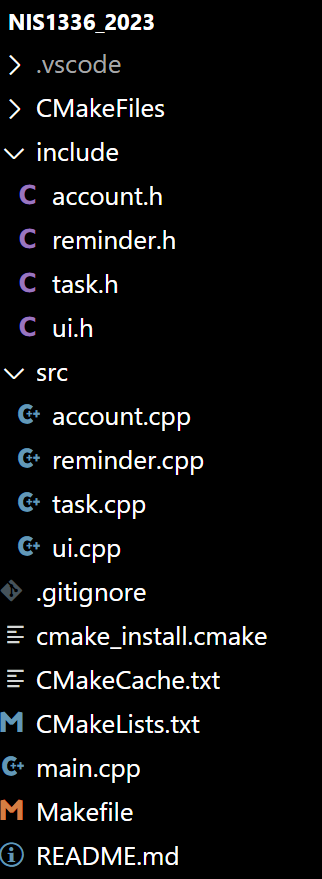 NIS1336_2023
.vscode
CMakeFiles
include
account.h
reminder.h
task.h
ui.h
src
account.cpp
reminder.cpp
task.cpp
ui.cpp
.gitignore
cmake_install.cmake
CMakeCache.txt
CMakeLists.txt
main.cpp
Makefile
README.md